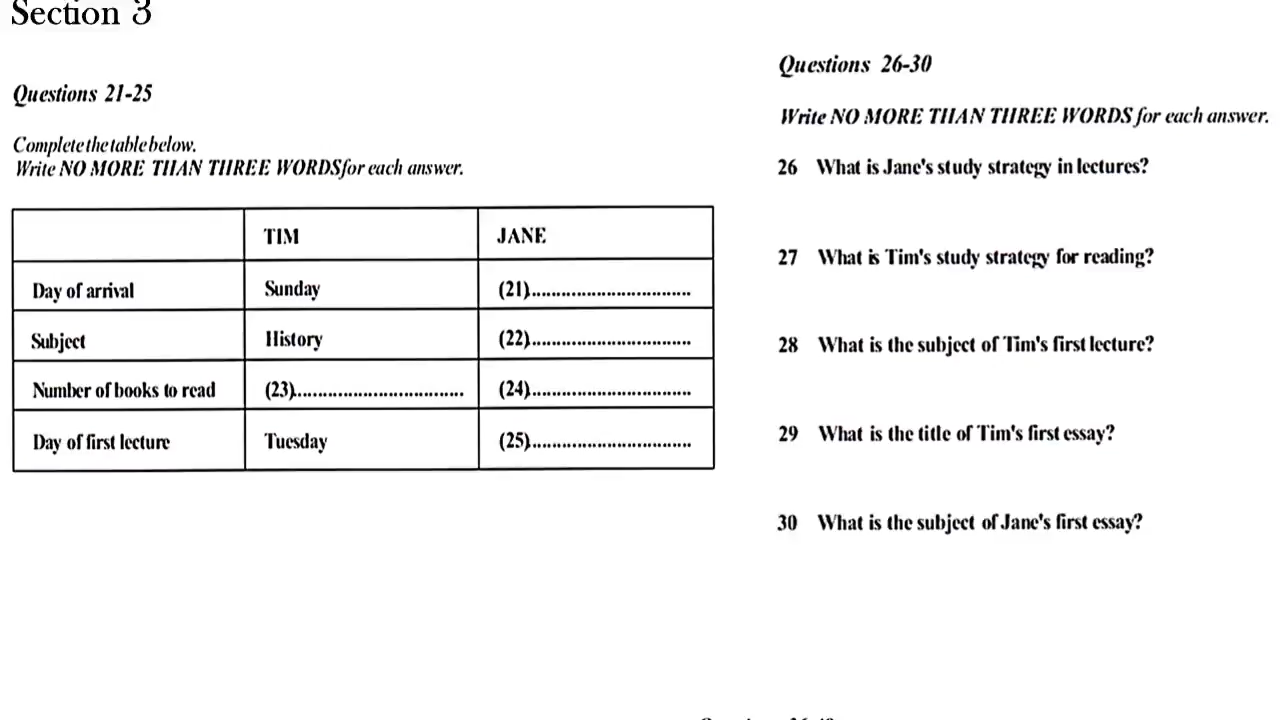 Section 3
Questions 21-25
Complete the table below.
Write NO MORE THAN THREE WORDS for each answer.
TIM JANE
Day of arrival Sunday (21)................................
Subject History (22)................................
Number of books to read (23)................................. (24)................................
Day of first lecture Tuesday (25)................................
Questions 26-30
Write NO MORE THAN THREE WORDS for each answer.
26 What is Jane's study strategy in lectures?
27 What is Tim's study strategy for reading?
28 What is the subject of Tim's first lecture?
29 What is the title of Tim's first essay?
30 What is the subject of Jane's first essay?